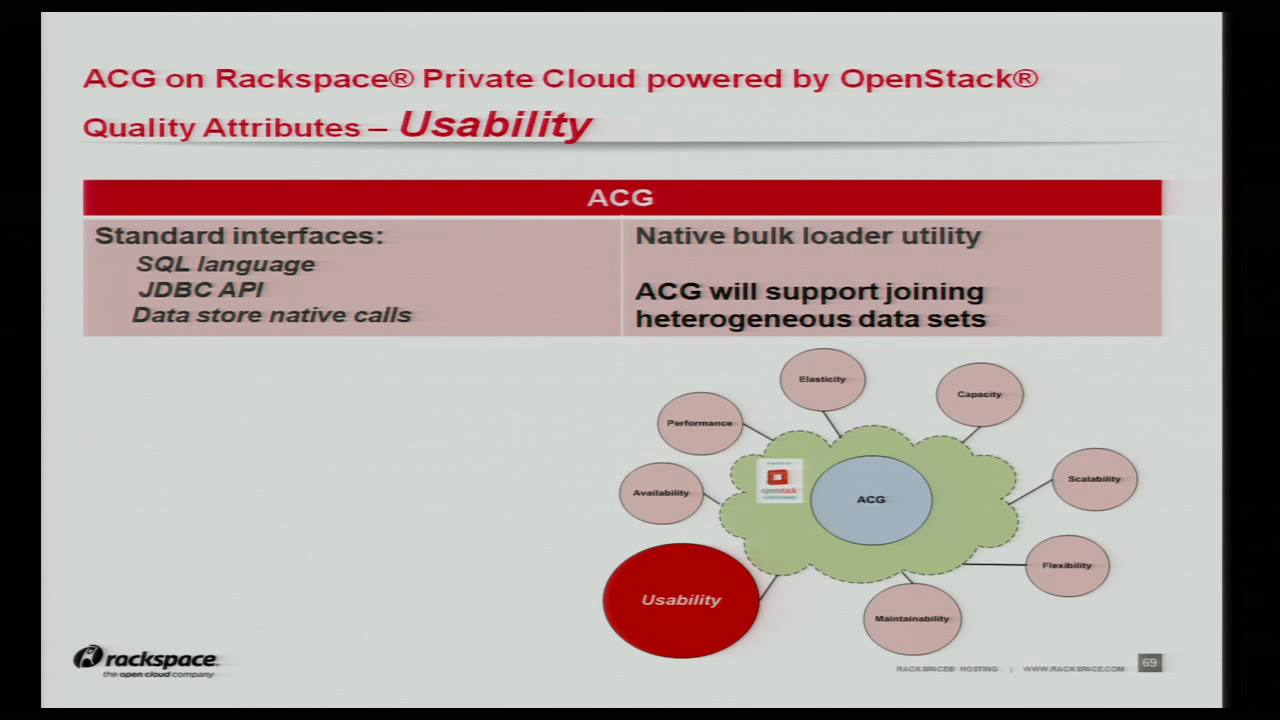 ACG on Rackspace® Private Cloud powered by OpenStack®
Quality Attributes – Usability
ACG
Standard interfaces:
SQL language
JDBC API
Data store native calls
Native bulk loader utility
ACG will support joining
heterogeneous data sets
Elasticity
Capacity
Performance
Scalability
Availability
openstack
ACG
Flexibility
Usability
Maintainability
rackspace.
the open cloud company
RACKSPACE® HOSTING | WWW.RACKSPACE.COM
69